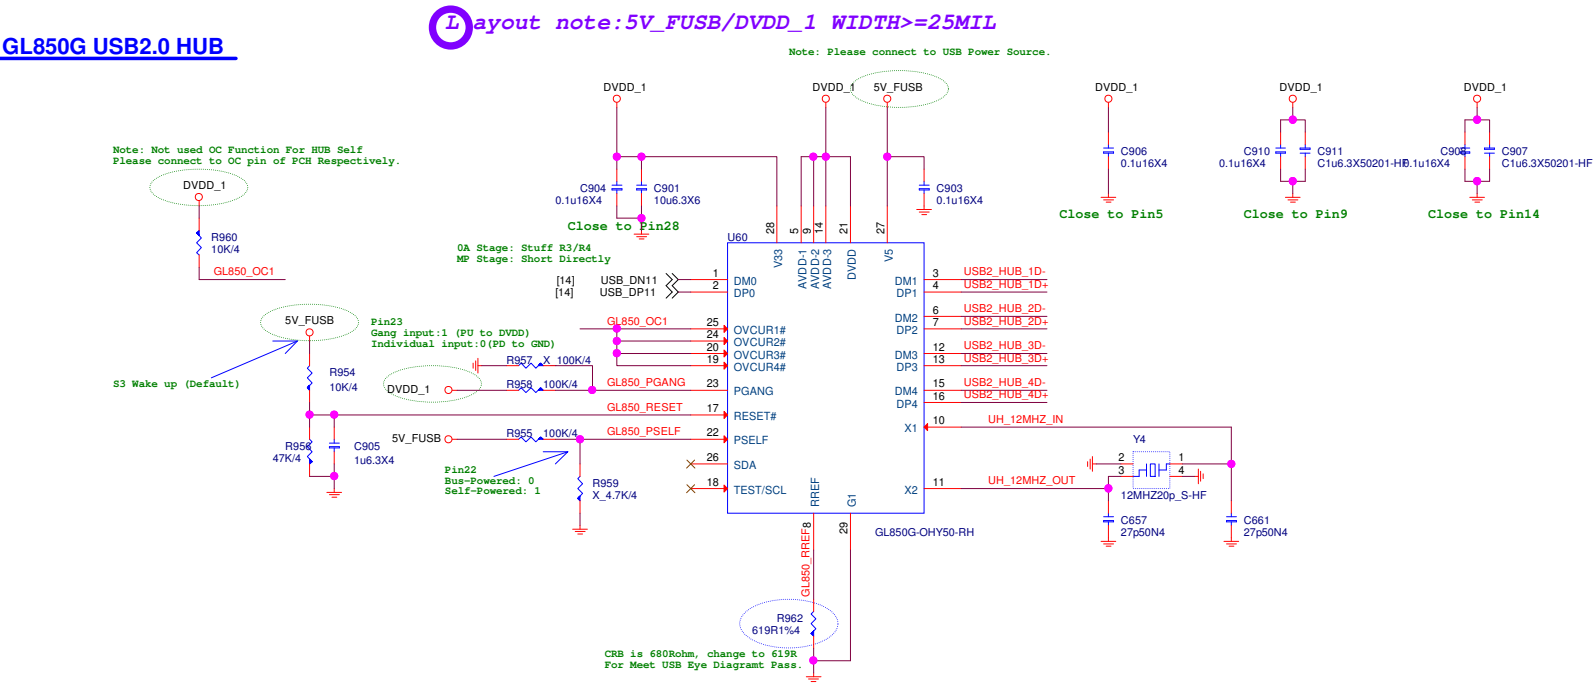 Layout note:5V_FUSB/DVDD_1 WIDTH>=25MIL
GL850G USB2.0 HUB
Note: Please connect to USB Power Source.
DVDD_1
DVDD_1
5V_FUSB
DVDD_1
DVDD_1
DVDD_1
Note: Not used OC Function For HUB Self
Please connect to OC pin of PCH Respectively.
DVDD_1
R960
10K/4
GL850_OC1
C904
0.1u16X4
C901
10u6.3X6
Close to Pin28
C903
0.1u16X4
C906
0.1u16X4
Close to Pin5
C910
0.1u16X4
C911
C1u6.3X50201-HF
Close to Pin9
0.1u16X4
C907
C1u6.3X50201-HF
Close to Pin14
0A Stage: Stuff R3/R4
MP Stage: Short Directly
U60
28
5
9
14
21
27
V33
AVDD-1
AVDD-2
AVDD-3
DVDD
V5
[14] USB_DN11 1 DM0
[14] USB_DP11 2 DP0
GL850_OC1 25 OVCUR1#
24 OVCUR2#
20 OVCUR3#
19 OVCUR4#
GL850_PGANG 23 PGANG
GL850_RESET 17 RESET#
GL850_PSELF 22 PSELF
26 SDA
18 TEST/SCL
DM1 3 USB2_HUB_1D-
DP1 4 USB2_HUB_1D+
DM2 6 USB2_HUB_2D-
DP2 7 USB2_HUB_2D+
DM3 12 USB2_HUB_3D-
DP3 13 USB2_HUB_3D+
DM4 15 USB2_HUB_4D-
DP4 16 USB2_HUB_4D+
X1 10 UH_12MHZ_IN
X2 11 UH_12MHZ_OUT
RREF
G1
8
29
GL850G-OHY50-RH
5V_FUSB
Pin23
Gang input:1 (PU to DVDD)
Individual input:0(PD to GND)
R957 X_100K/4
DVDD_1
R958 100K/4
S3 Wake up (Default)
R954
10K/4
R956
47K/4
C905
1u6.3X4
5V_FUSB
R955 100K/4
Pin22
Bus-Powered: 0
Self-Powered: 1
R959
X_4.7K/4
Y4
2
3
1
4
12MHZ20p_S-HF
C657
27p50N4
C661
27p50N4
GL850_RREF
R962
619R1%4
CRB is 680Rohm, change to 619R
For Meet USB Eye Diagramt Pass.